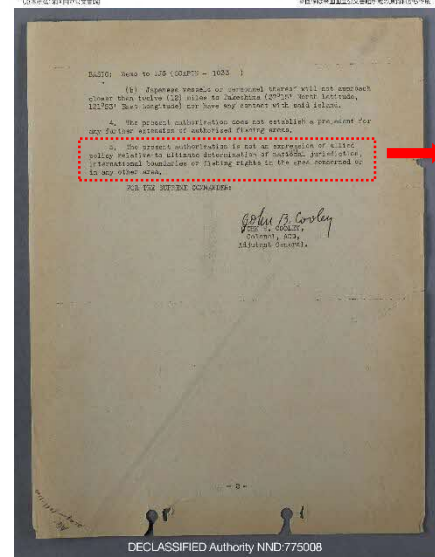 BASIC: Memo to JG (SCAPIN - 1033 )
(b) Japanese vessels or personnel thereof will not approach
closer than twelve (12) miles to Takeshima (37°15' North Latitude,
131°53' East Longitude) nor have any contact with said island.
4. The present authorization does not establish a precedent for
any further extension of authorized fishing areas.
5. The present authorization is not an expression of allied
policy relative to ultimate determination of national jurisdiction,
international boundaries or fishing rights in the area concerned or
in any other area.
FOR THE SUPREME COMMANDER:
John B. Cooley
JOHN B. COOLEY,
Colonel, AGD,
Adjutant General.
- 2 -
DECLASSIFIED Authority NND:775008